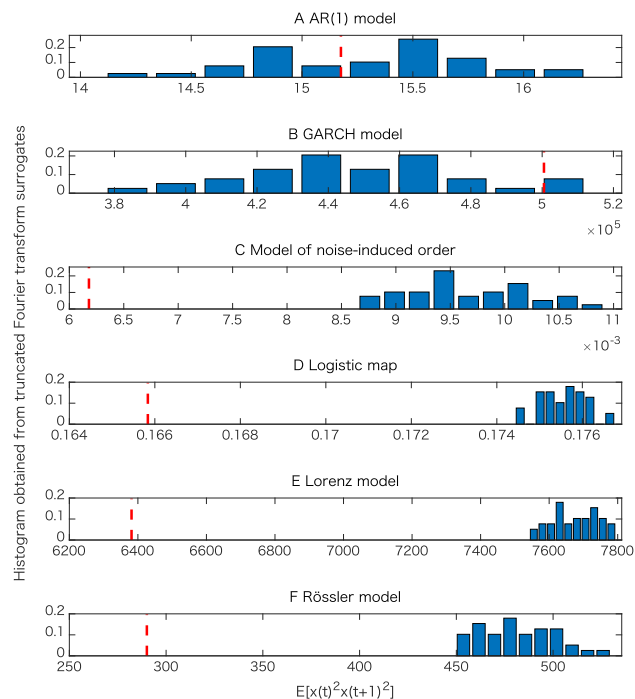 Histogram obtained from truncated Fourier transform surrogates
A AR(1) model
0.2
0.1
0
14 14.5 15 15.5 16
B GARCH model
0.2
0.1
0
3.8 4 4.2 4.4 4.6 4.8 5 5.2
×10⁵
C Model of noise-induced order
0.2
0.1
0
6 6.5 7 7.5 8 8.5 9 9.5 10 10.5 11
×10⁻³
D Logistic map
0.2
0.1
0
0.164 0.166 0.168 0.17 0.172 0.174 0.176
E Lorenz model
0.2
0.1
0
6200 6400 6600 6800 7000 7200 7400 7600 7800
F Rössler model
0.2
0.1
0
250 300 350 400 450 500
E[x(t)²x(t+1)²]